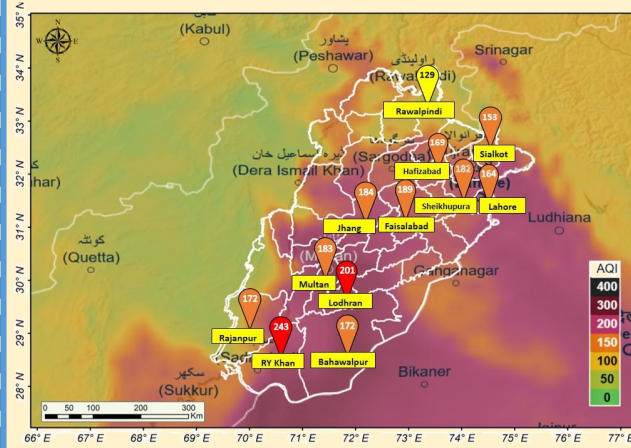 35° N
34° N
33° N
32° N
31° N
30° N
29° N
28° N
(Kabul)
N
W
E
S
پشاور
(Peshawar)
راولپنڈی
Srinagar
129
Rawalpindi
153
Sialkot
169
Hafizabad
182
Sheikhupura
164
Lahore
(Sargodha)
ڈیرہ اسماعیل خان
(Dera Ismail Khan)
184
Jhang
189
Faisalabad
Ludhiana
کوئٹہ
(Quetta)
183
Multan
201
Lodhran
Ganganagar
172
Rajanpur
243
RY Khan
172
Bahawalpur
Bikaner
سکھر
(Sukkur)
AQI
400
300
200
150
100
50
0
0 50 100 200 300
Km
66° E 67° E 68° E 69° E 70° E 71° E 72° E 73° E 74° E 75° E 76° E 77° E